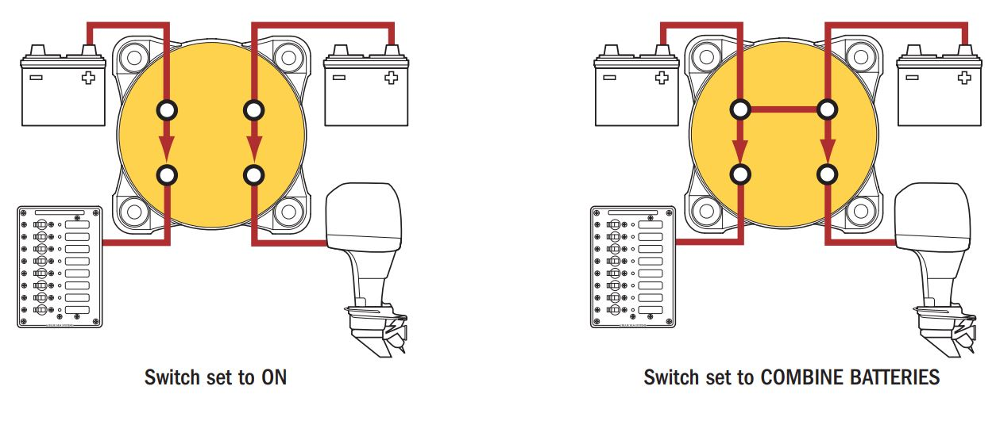 Switch set to ON
Switch set to COMBINE BATTERIES